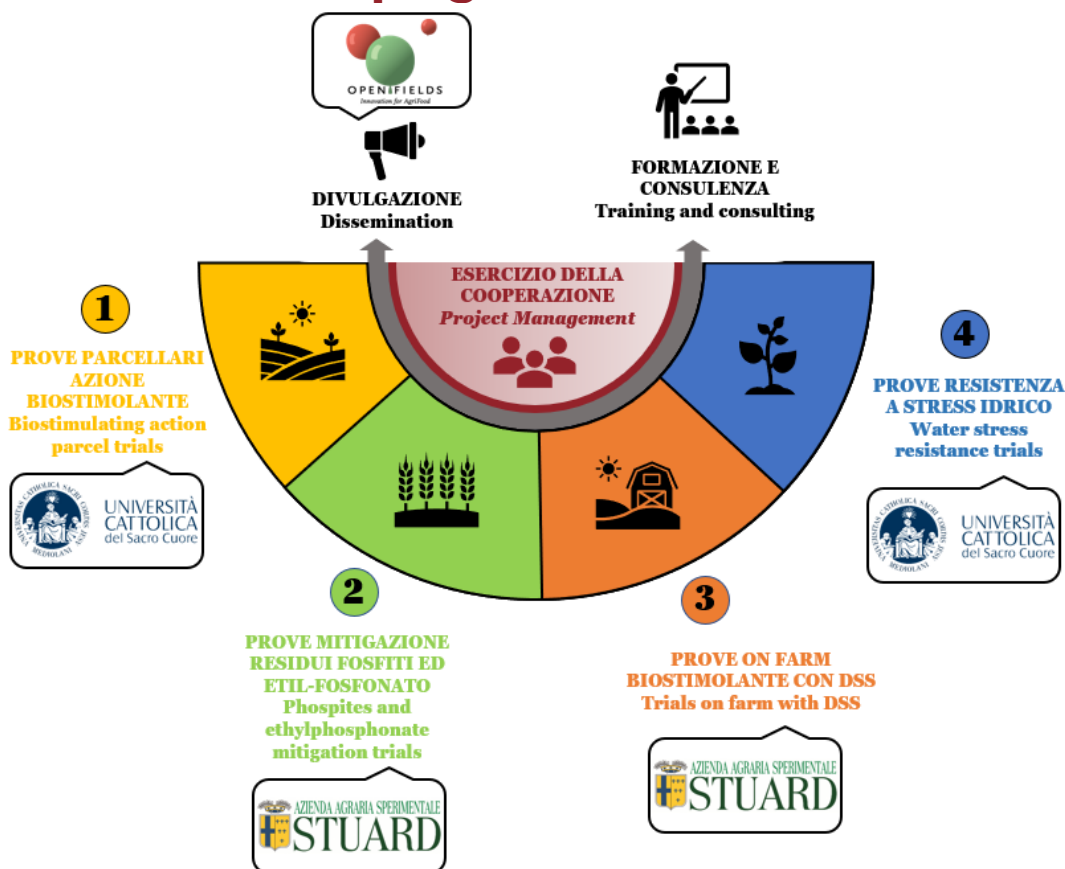 OPENFIELDS
Innovation for AgriFood
DIVULGAZIONE
Dissemination
FORMAZIONE E
CONSULENZA
Training and consulting
ESERCIZIO DELLA
COOPERAZIONE
Project Management
1
PROVE PARCELLARI
AZIONE
BIOSTIMOLANTE
Biostimulating action
parcel trials
UNIVERSITÀ
CATTOLICA
del Sacro Cuore
2
PROVE MITIGAZIONE
RESIDUI FOSFITI ED
ETIL-FOSFONATO
Phospites and
ethylphosphonate
mitigation trials
AZIENDA AGRARIA SPERIMENTALE
STUARD
3
PROVE ON FARM
BIOSTIMOLANTE CON DSS
Trials on farm with DSS
AZIENDA AGRARIA SPERIMENTALE
STUARD
4
PROVE RESISTENZA
A STRESS IDRICO
Water stress
resistance trials
UNIVERSITÀ
CATTOLICA
del Sacro Cuore